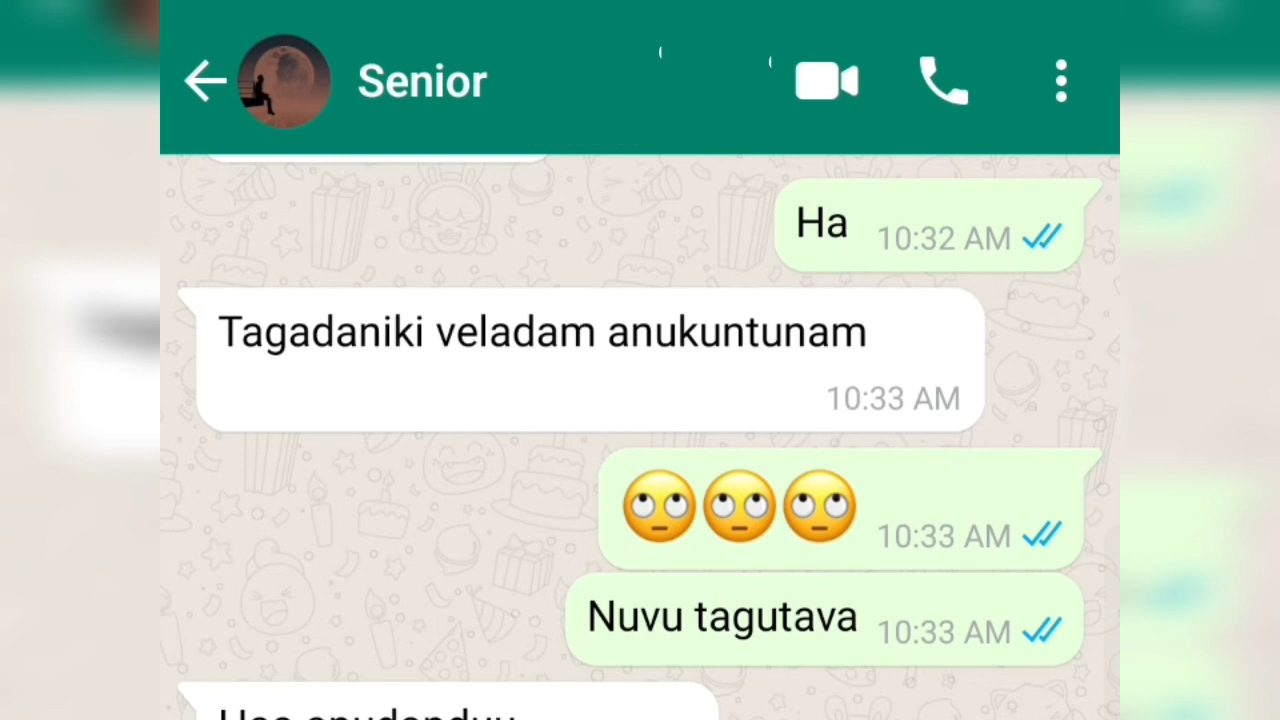 Senior
Ha 10:32 AM
Tagadaniki veladam anukuntunam
10:33 AM
🙄🙄🙄 10:33 AM
Nuvu tagutava 10:33 AM